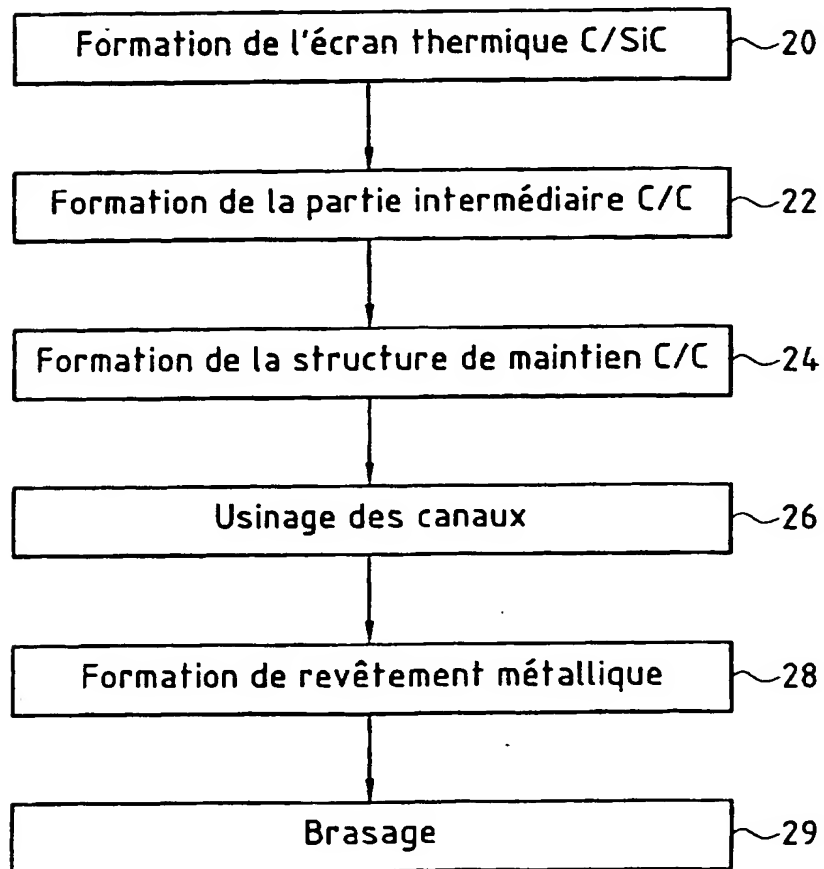 Formation de l'écran thermique C/SiC 20
Formation de la partie intermédiaire C/C 22
Formation de la structure de maintien C/C 24
Usinage des canaux 26
Formation de revêtement métallique 28
Brasage 29